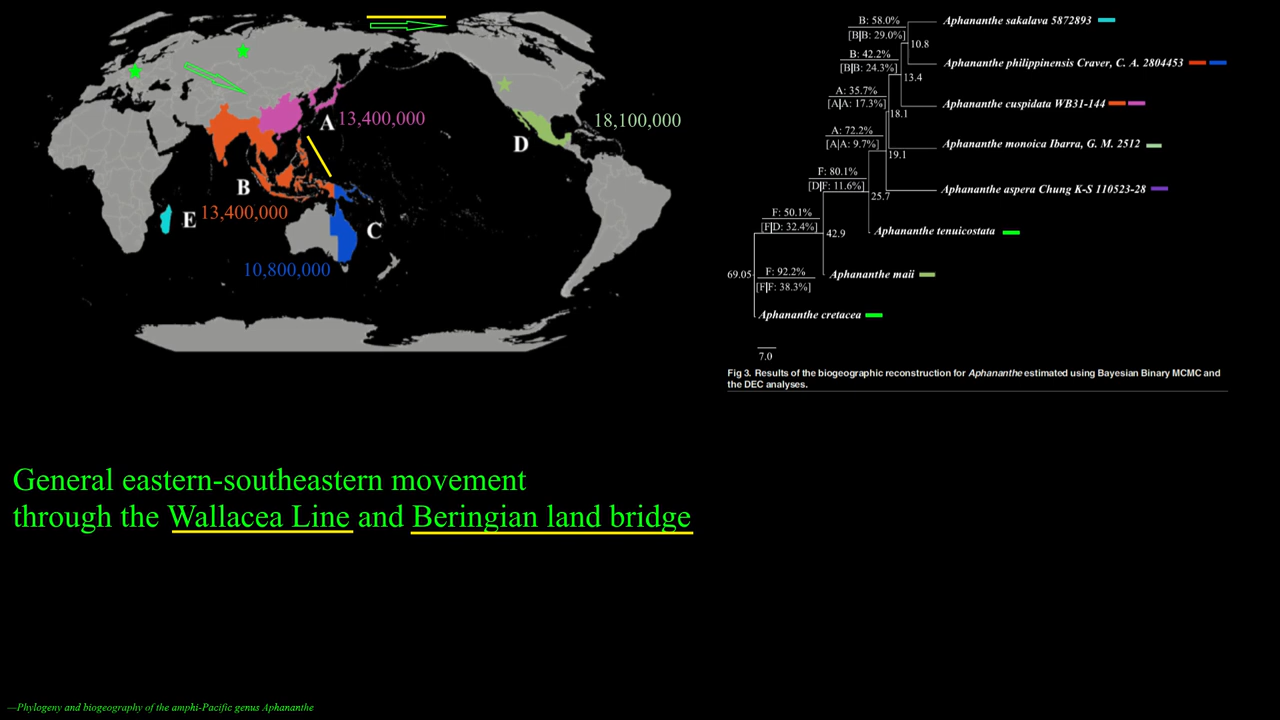 A
13,400,000
B
13,400,000
C
10,800,000
D
18,100,000
E
B: 58.0%
[B|B: 29.0%]
10.8
Aphananthe sakalava 5872893
B: 42.2%
[B|B: 24.3%]
13.4
Aphananthe philippinensis Craver, C. A. 2804453
A: 35.7%
[A|A: 17.3%]
18.1
Aphananthe cuspidata WB31-144
A: 72.2%
[A|A: 9.7%]
19.1
Aphananthe monoica Ibarra, G. M. 2512
F: 80.1%
[D|F: 11.6%]
25.7
Aphananthe aspera Chung K-S 110523-28
F: 50.1%
[F|D: 32.4%]
42.9
Aphananthe tenuicostata
69.05
F: 92.2%
[F|F: 38.3%]
Aphananthe maii
Aphananthe cretacea
7.0
Fig 3. Results of the biogeographic reconstruction for Aphananthe estimated using Bayesian Binary MCMC and
the DEC analyses.
General eastern-southeastern movement
through the Wallacea Line and Beringian land bridge
—Phylogeny and biogeography of the amphi-Pacific genus Aphananthe